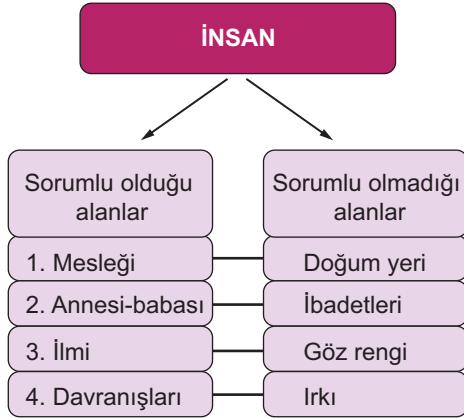 İNSAN
Sorumlu olduğu
alanlar
Sorumlu olmadığı
alanlar
1. Mesleği
Doğum yeri
2. Annesi-babası
İbadetleri
3. İlmi
Göz rengi
4. Davranışları
Irkı